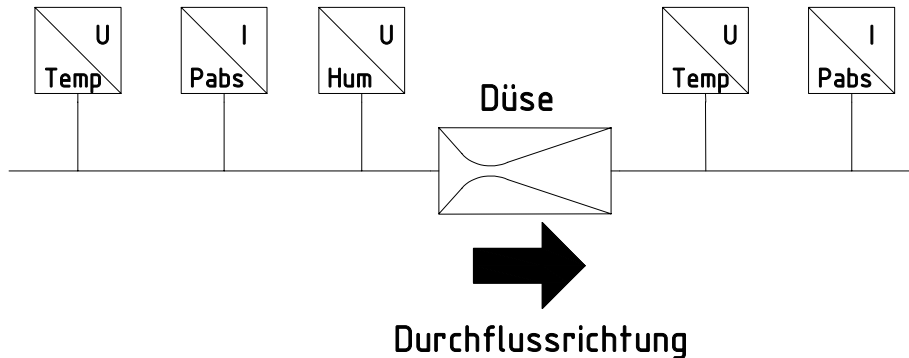 U
Temp
I
Pabs
U
Hum
U
Temp
I
Pabs
Düse
Durchflussrichtung